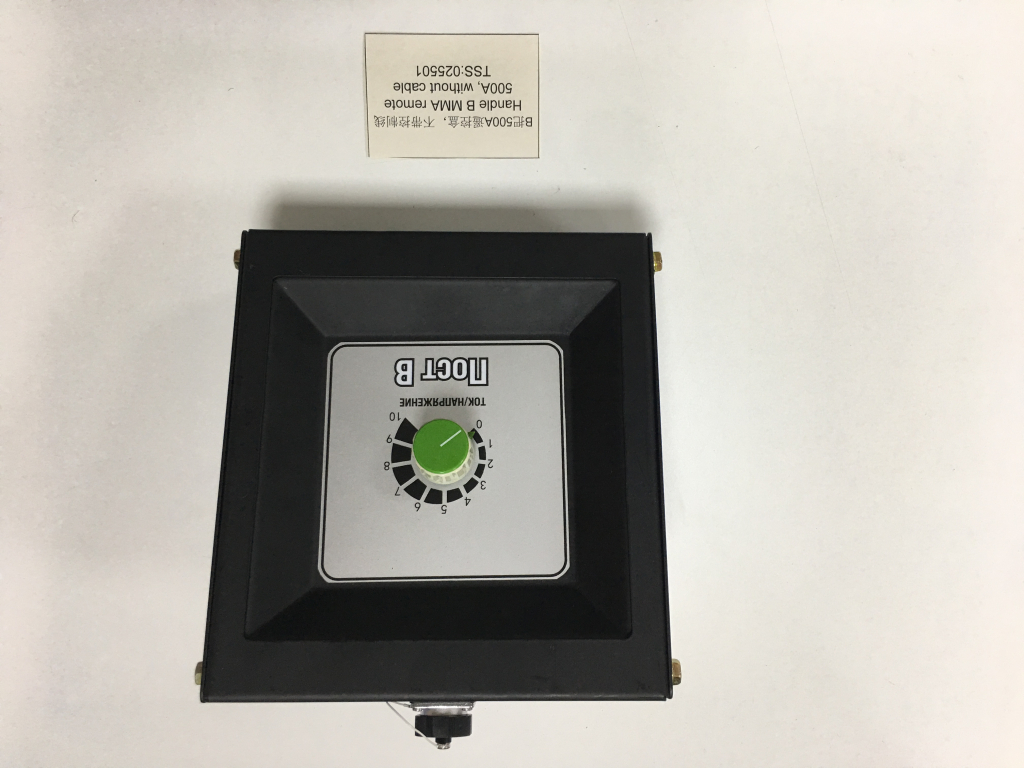 B把500A遥控盒，不带控制线
Handle B MMA remote
500A, without cable
TSS:025501
5
4
6
3
7
2
8
1
9
0
10
ТОК/НАПРЯЖЕНИЕ
Пост В